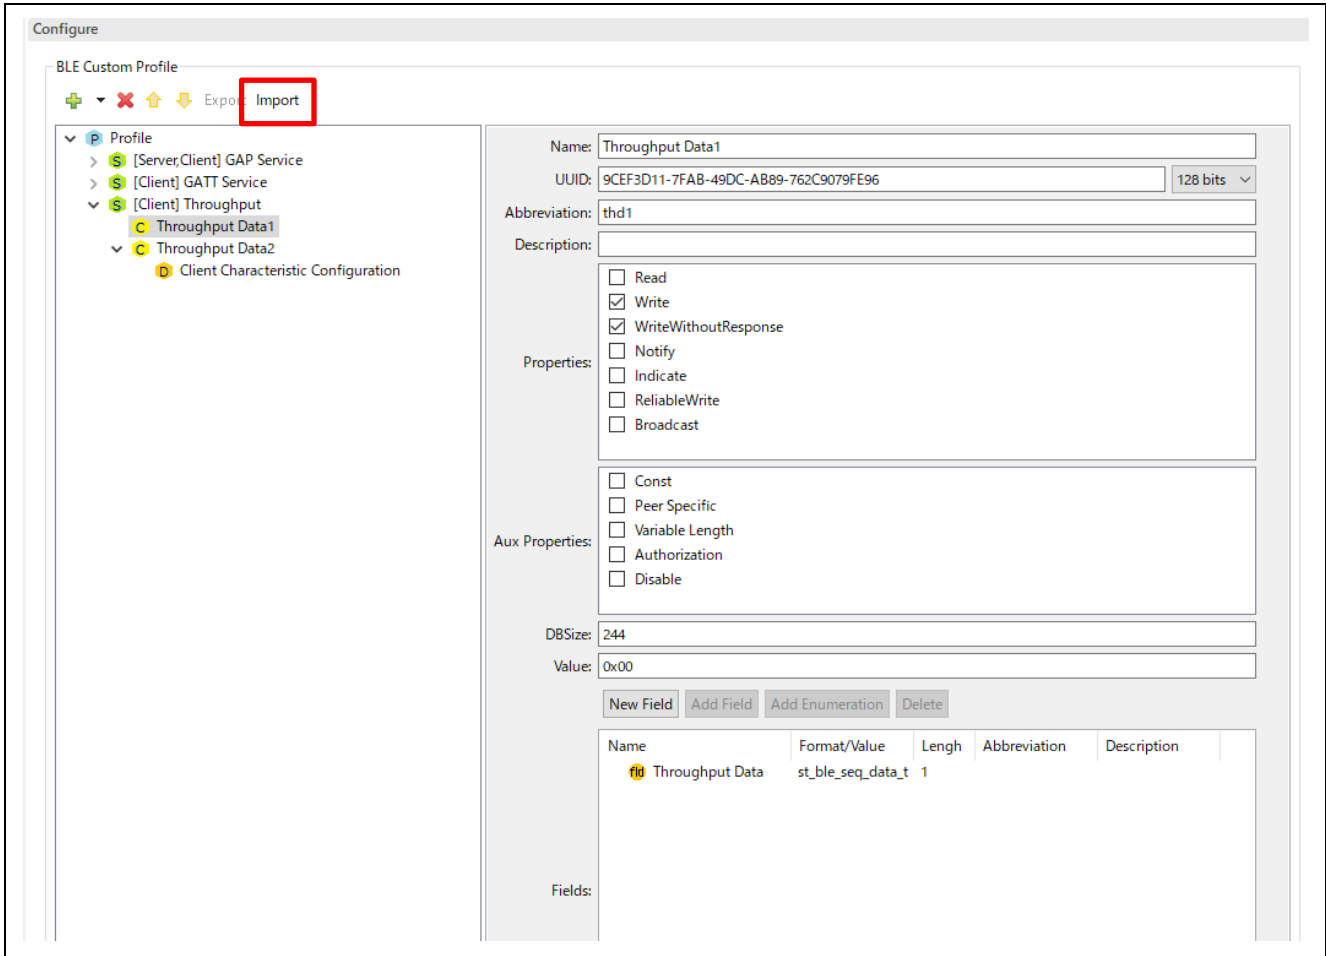 Configure
BLE Custom Profile
Export Import
P Profile
S [Server,Client] GAP Service
S [Client] GATT Service
S [Client] Throughput
C Throughput Data1
C Throughput Data2
D Client Characteristic Configuration
Name: Throughput Data1
UUID: 9CEF3D11-7FAB-49DC-AB89-762C9079FE96 128 bits
Abbreviation: thd1
Description:
Properties:
Read
Write
WriteWithoutResponse
Notify
Indicate
ReliableWrite
Broadcast
Aux Properties:
Const
Peer Specific
Variable Length
Authorization
Disable
DBSize: 244
Value: 0x00
New Field Add Field Add Enumeration Delete
Name Format/Value Lengh Abbreviation Description
fld Throughput Data st_ble_seq_data_t 1
Fields: